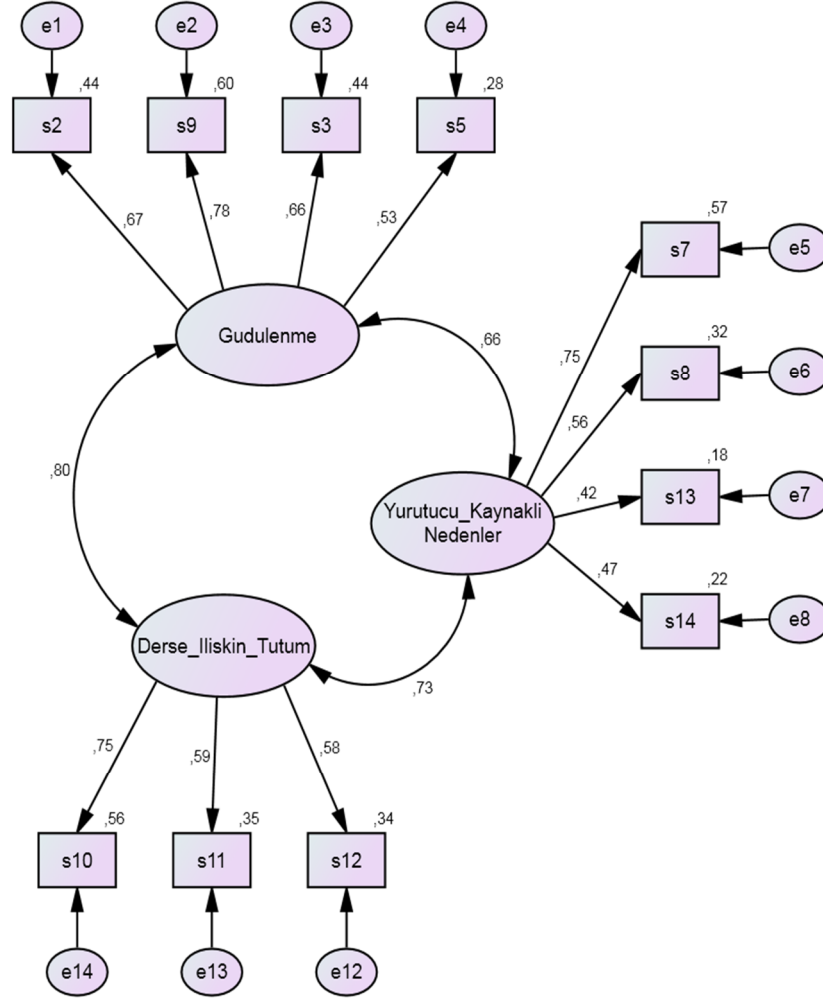 e1
e2
e3
e4
,44
,60
,44
,28
s2
s9
s3
s5
,67
,78
,66
,53
,57
s7
e5
Gudulenme
,66
,75
,32
s8
e6
,56
,80
,18
,42
s13
e7
Yurutucu_Kaynakli
Nedenler
,47
,22
s14
e8
Derse_Iliskin_Tutum
,73
,75
,59
,58
,56
,35
,34
s10
s11
s12
e14
e13
e12